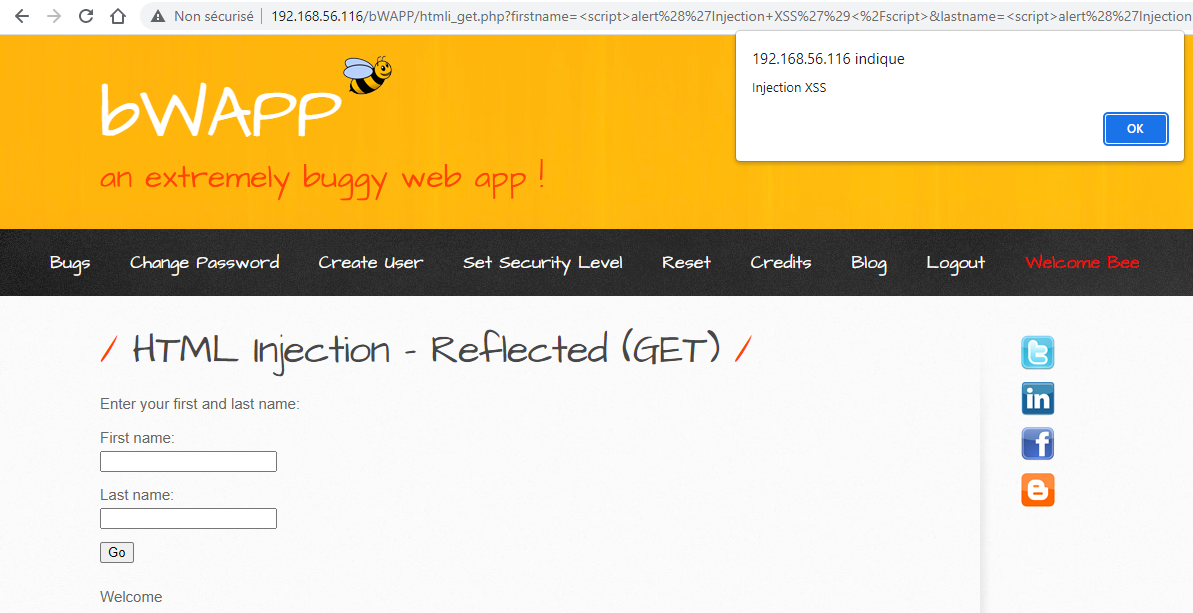 Non sécurisé
192.168.56.116/bWAPP/htmli_get.php?firstname=<script>alert%28%27Injection+XSS%27%29<%2Fscript>&lastname=<script>alert%28%27Injection
192.168.56.116 indique
Injection XSS
OK
bWAPP
an extremely buggy web app !
Bugs Change Password Create User Set Security Level Reset Credits Blog Logout Welcome Bee
/ HTML Injection - Reflected (GET) /
Enter your first and last name:
First name:
Last name:
Go
Welcome
t
in
f
B